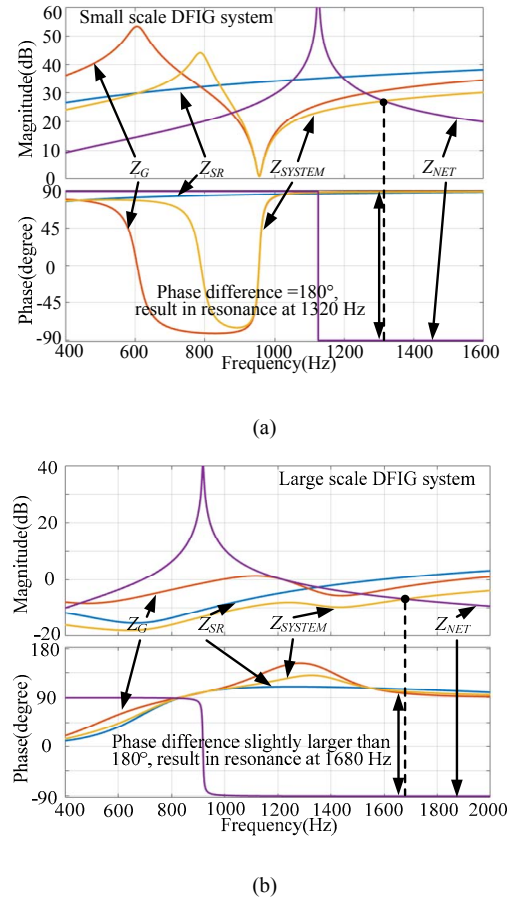 Small scale DFIG system
Magnitude(dB)
60
50
40
30
20
10
0
Z_G Z_SR Z_SYSTEM Z_NET
Phase(degree)
90
45
0
-45
-90
Phase difference =180°,
result in resonance at 1320 Hz
400 600 800 1000 1200 1400 1600
Frequency(Hz)
(a)
Large scale DFIG system
Magnitude(dB)
40
20
0
-20
Z_G Z_SR Z_SYSTEM Z_NET
Phase(degree)
180
90
0
-90
Phase difference slightly larger than
180°, result in resonance at 1680 Hz
400 600 800 1000 1200 1400 1600 1800 2000
Frequency(Hz)
(b)